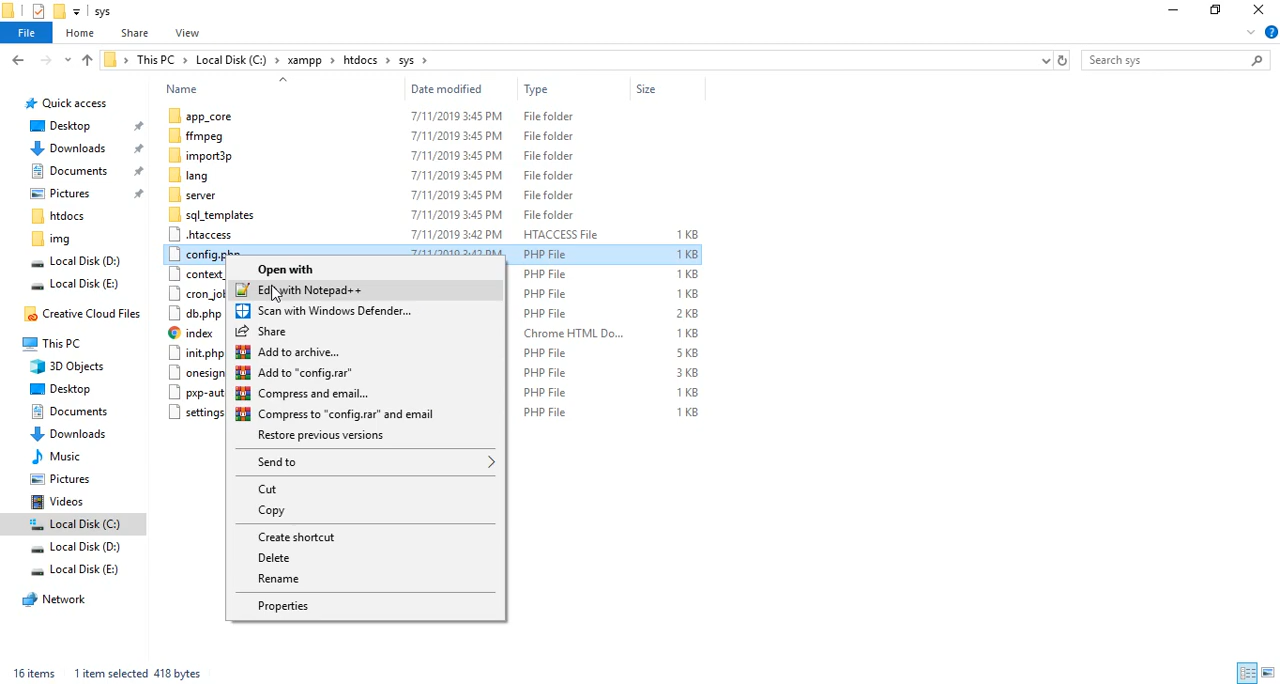 sys
File Home Share View
This PC Local Disk (C:) xampp htdocs sys Search sys
Name Date modified Type Size
Quick access
Desktop
Downloads
Documents
Pictures
htdocs
img
Local Disk (D:)
Local Disk (E:)
Creative Cloud Files
This PC
3D Objects
Desktop
Documents
Downloads
Music
Pictures
Videos
Local Disk (C:)
Local Disk (D:)
Local Disk (E:)
Network
app_core 7/11/2019 3:45 PM File folder
ffmpeg 7/11/2019 3:45 PM File folder
import3p 7/11/2019 3:45 PM File folder
lang 7/11/2019 3:45 PM File folder
server 7/11/2019 3:45 PM File folder
sql_templates 7/11/2019 3:45 PM File folder
.htaccess 7/11/2019 3:42 PM HTACCESS File 1 KB
config.php 7/11/2019 3:42 PM PHP File 1 KB
context_ PHP File 1 KB
cron_jol PHP File 1 KB
db.php PHP File 2 KB
index Chrome HTML Do... 1 KB
init.php PHP File 5 KB
onesign PHP File 3 KB
pxp-aut PHP File 1 KB
settings PHP File 1 KB
Open with
Edit with Notepad++
Scan with Windows Defender...
Share
Add to archive...
Add to "config.rar"
Compress and email...
Compress to "config.rar" and email
Restore previous versions
Send to
Cut
Copy
Create shortcut
Delete
Rename
Properties
16 items 1 item selected 418 bytes